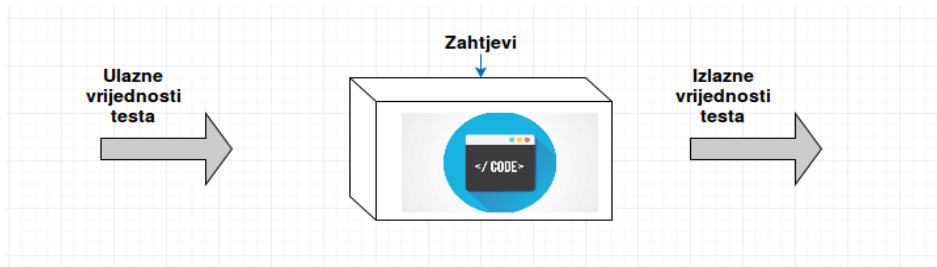 Zahtjevi
Ulazne
vrijednosti
testa
</ CODE>
Izlazne
vrijednosti
testa